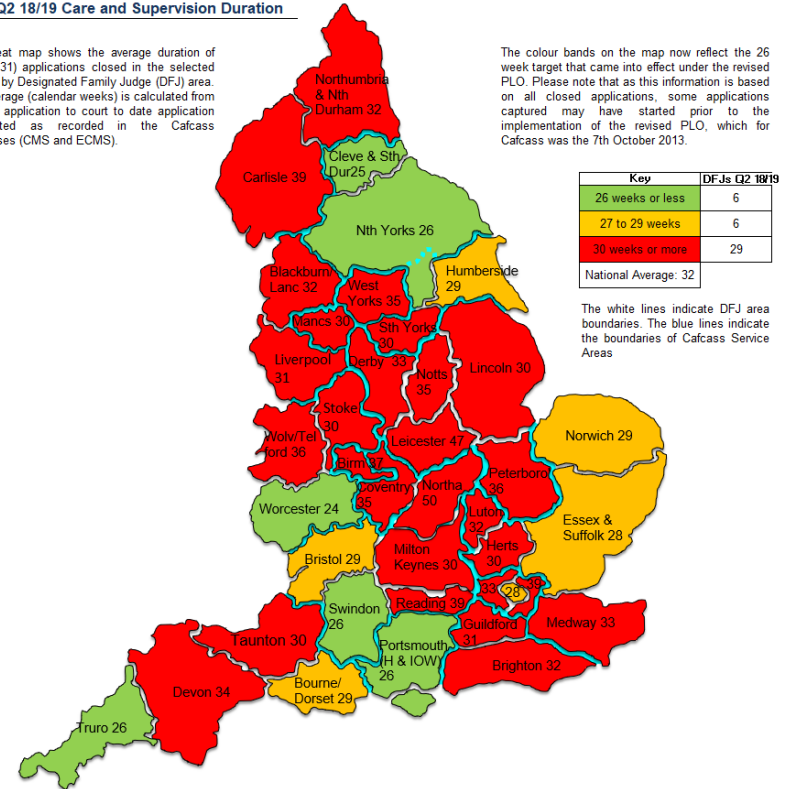 Q2 18/19 Care and Supervision Duration
eat map shows the average duration of
31) applications closed in the selected
by Designated Family Judge (DFJ) area.
erage (calendar weeks) is calculated from
application to court to date application
ted as recorded in the Cafcass
ses (CMS and ECMS).
The colour bands on the map now reflect the 26
week target that came into effect under the revised
PLO. Please note that as this information is based
on all closed applications, some applications
captured may have started prior to the
implementation of the revised PLO, which for
Cafcass was the 7th October 2013.
Key DFJs Q2 18/19
26 weeks or less 6
27 to 29 weeks 6
30 weeks or more 29
National Average: 32
The white lines indicate DFJ area
boundaries. The blue lines indicate
the boundaries of Cafcass Service
Areas
Northumbria
& Nth
Durham 32
Carlisle 39
Cleve & Sth
Dur25
Nth Yorks 26
Humberside
29
Blackburn/
Lanc 32
West
Yorks 35
Mancs 30
Sth Yorks
30
Liverpool
31
Derby 33
Notts
35
Lincoln 30
Stoke
30
Wolv/Tel
ford 36
Leicester 47
Birm 37
Norwich 29
Coventry
35
Northa
50
Peterboro
36
Worcester 24
Luton
32
Essex &
Suffolk 28
Bristol 29
Milton
Keynes 30
Herts
30
33
28
39
Swindon
26
Reading 39
Guildford
31
Medway 33
Taunton 30
Portsmouth
(H & IOW)
26
Brighton 32
Devon 34
Bourne/
Dorset 29
Truro 26